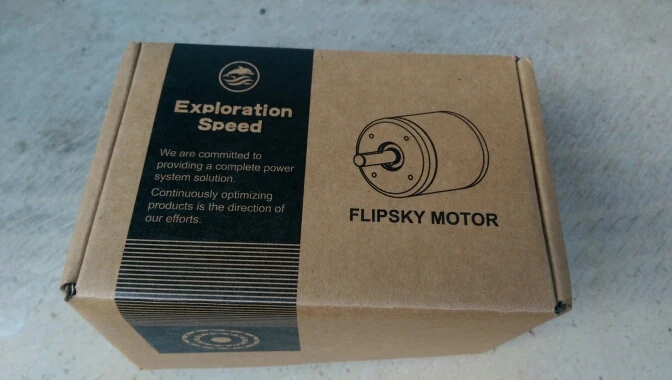 Exploration
Speed
We are committed to
providing a complete power
system solution.
Continuously optimizing
products is the direction of
our efforts.
FLIPSKY MOTOR